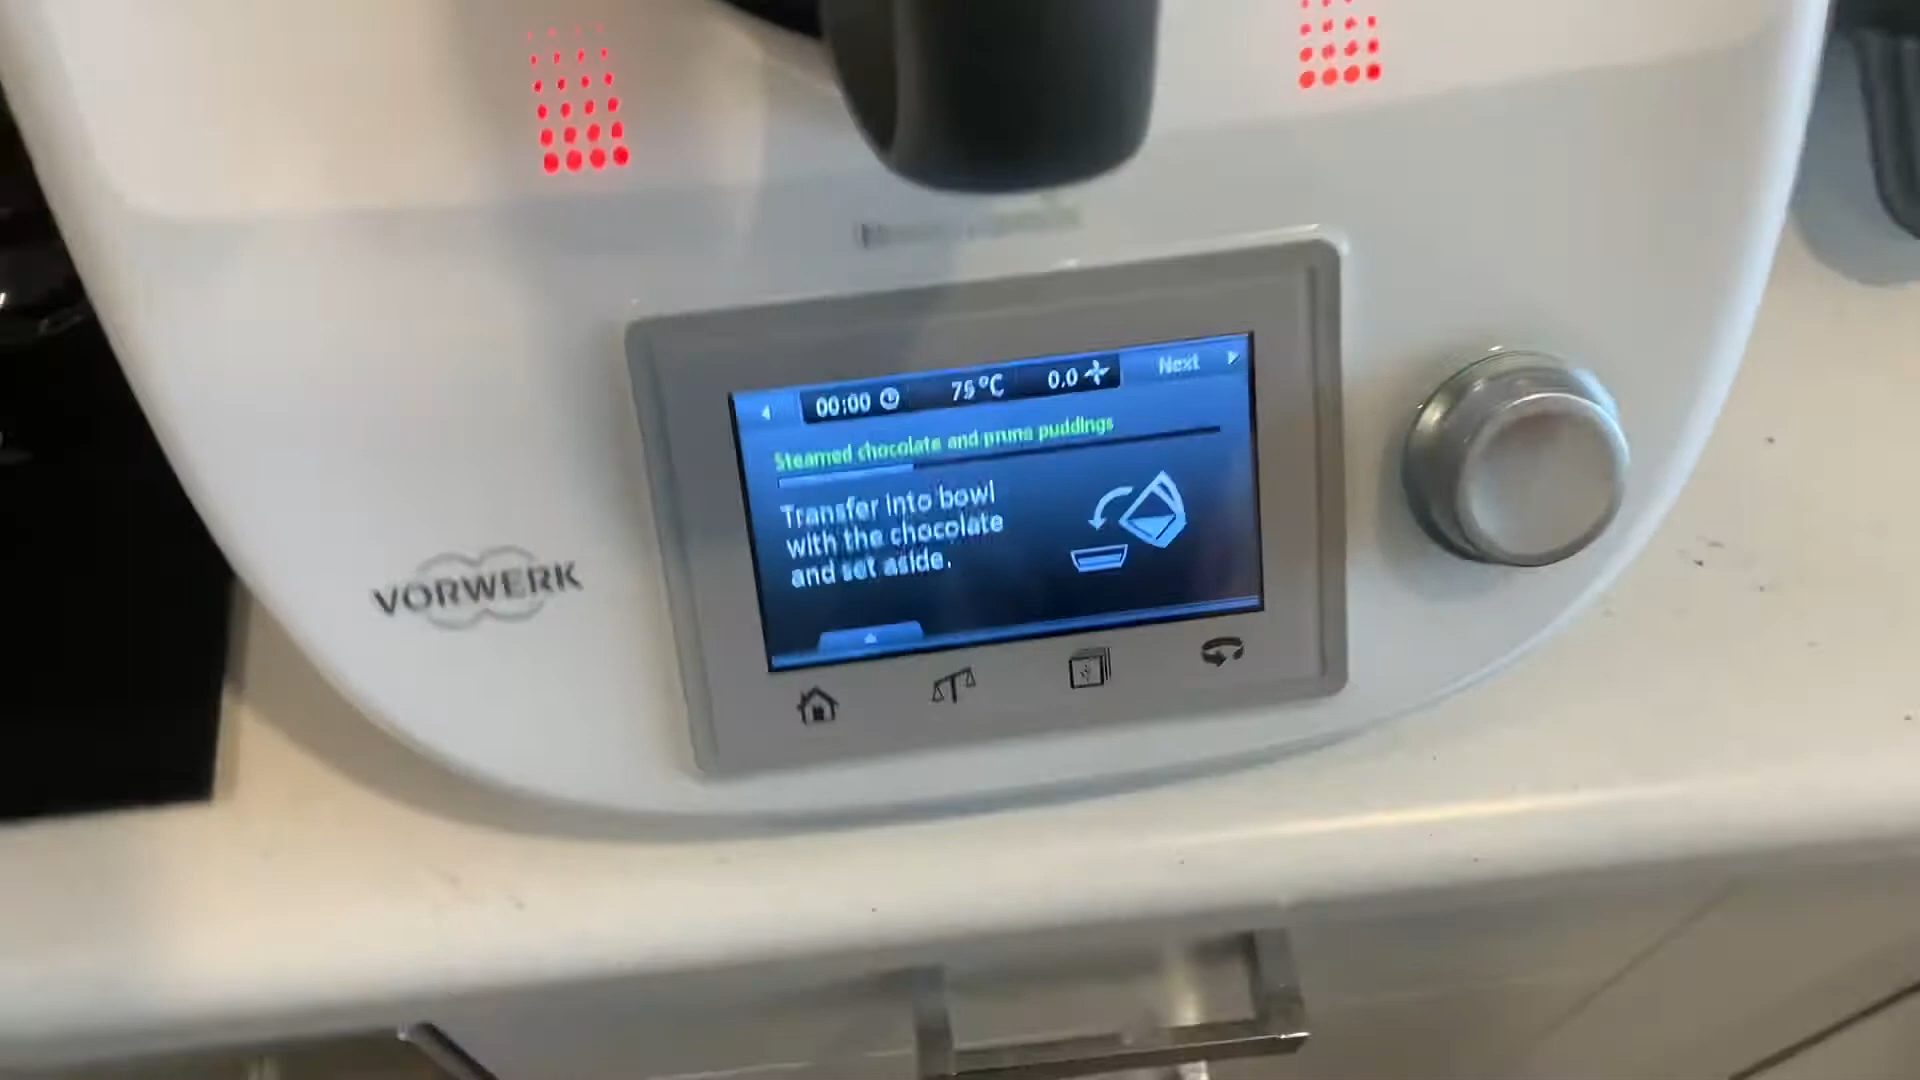 00:00
75°C
0.0
Next
Steamed chocolate and prune puddings
Transfer into bowl
with the chocolate
and set aside.
VORWERK